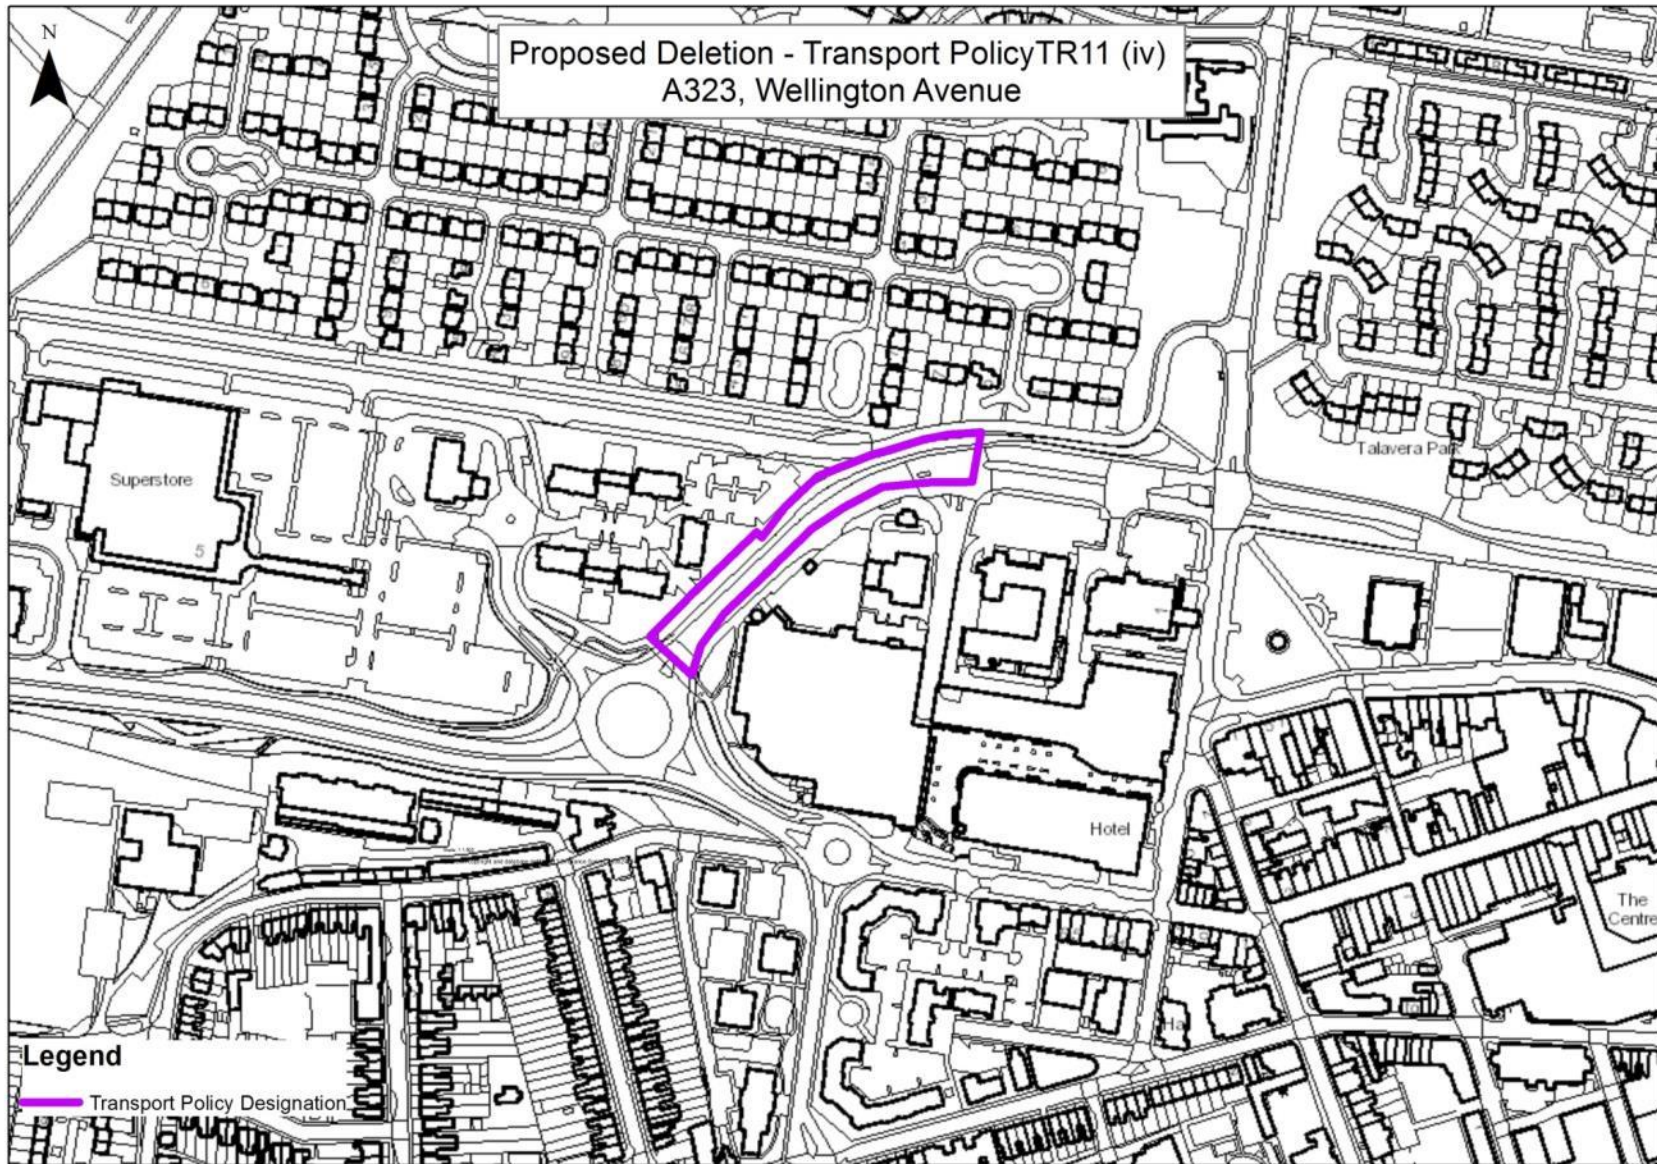 N
Proposed Deletion - Transport PolicyTR11 (iv)
A323, Wellington Avenue
Superstore
5
Talavera Park
Hotel
The
Centre
Ha
Legend
Transport Policy Designation